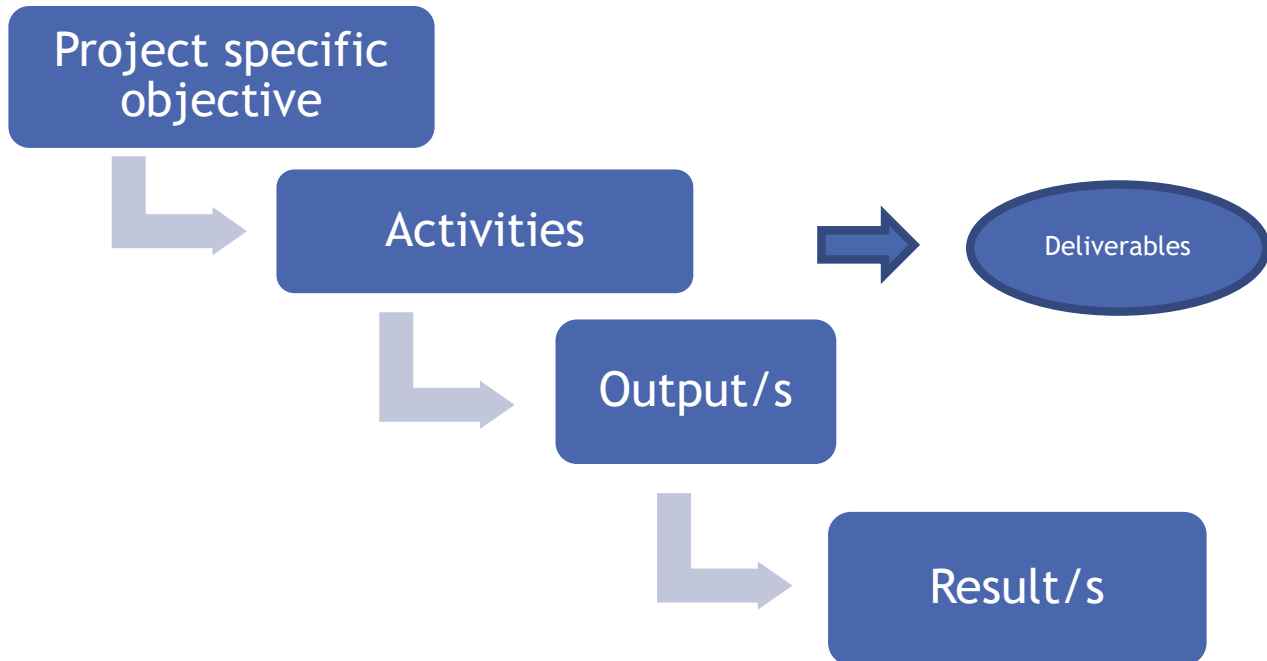 Project specific
objective
Activities
Deliverables
Output/s
Result/s